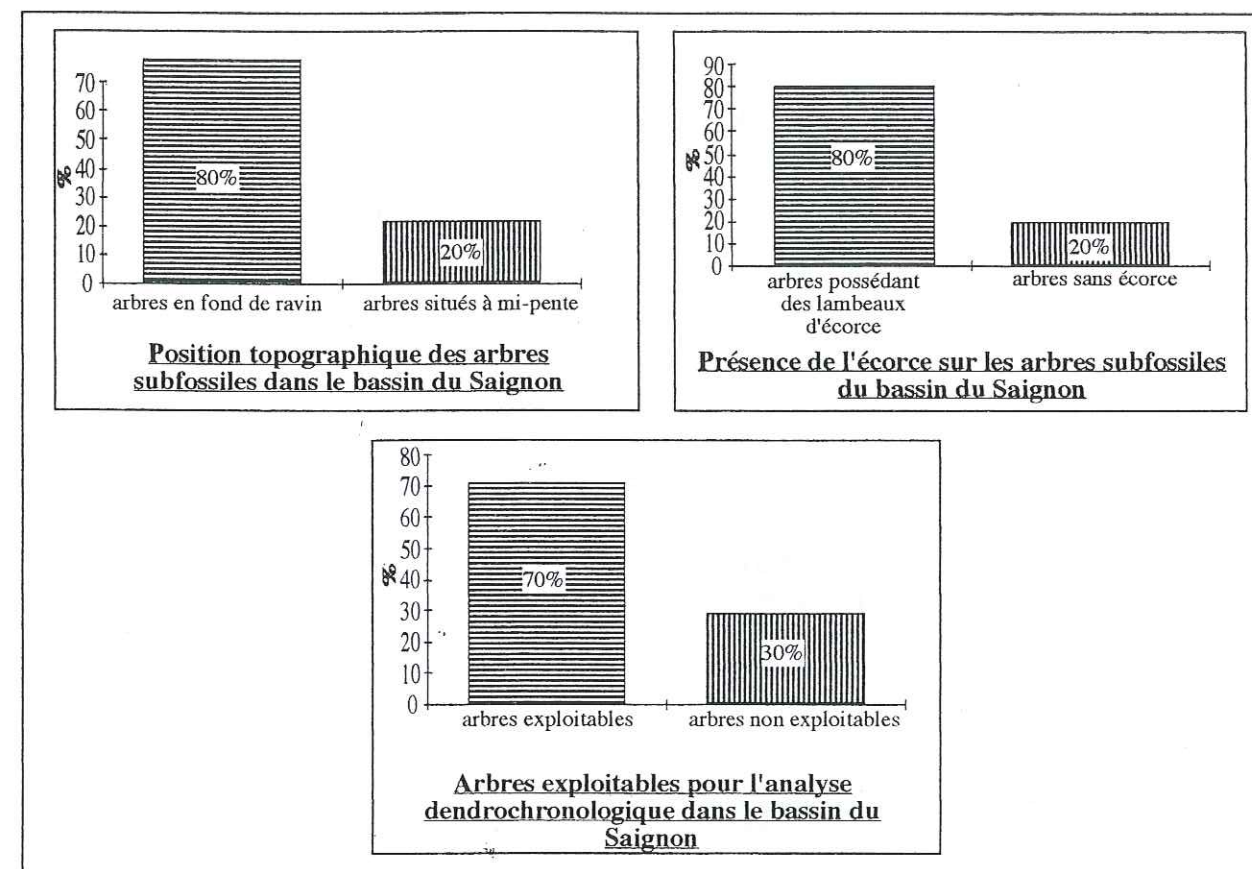 70
60
50
40
30
20
10
0
%
80%
20%
arbres en fond de ravin
arbres situés à mi-pente
Position topographique des arbres
subfossiles dans le bassin du Saignon
90
80
70
60
50
40
30
20
10
0
%
80%
20%
arbres possédant
des lambeaux
d'écorce
arbres sans écorce
Présence de l'écorce sur les arbres subfossiles
du bassin du Saignon
80
70
60
50
40
30
20
10
0
%
70%
30%
arbres exploitables
arbres non exploitables
Arbres exploitables pour l'analyse
dendrochronologique dans le bassin du
Saignon